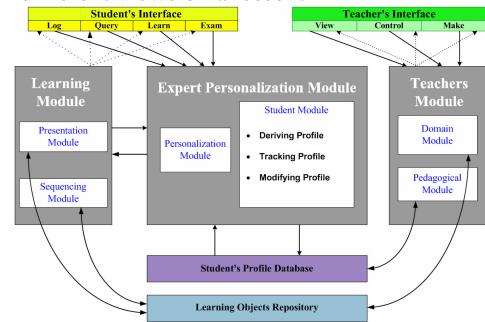 Student's Interface
Log Query Learn Exam
Teacher's Interface
View Control Make
Learning
Module
Presentation
Module
Sequencing
Module
Expert Personalization Module
Personalization
Module
Student Module
• Deriving Profile
• Tracking Profile
• Modifying Profile
Teachers
Module
Domain
Module
Pedagogical
Module
Student's Profile Database
Learning Objects Repository